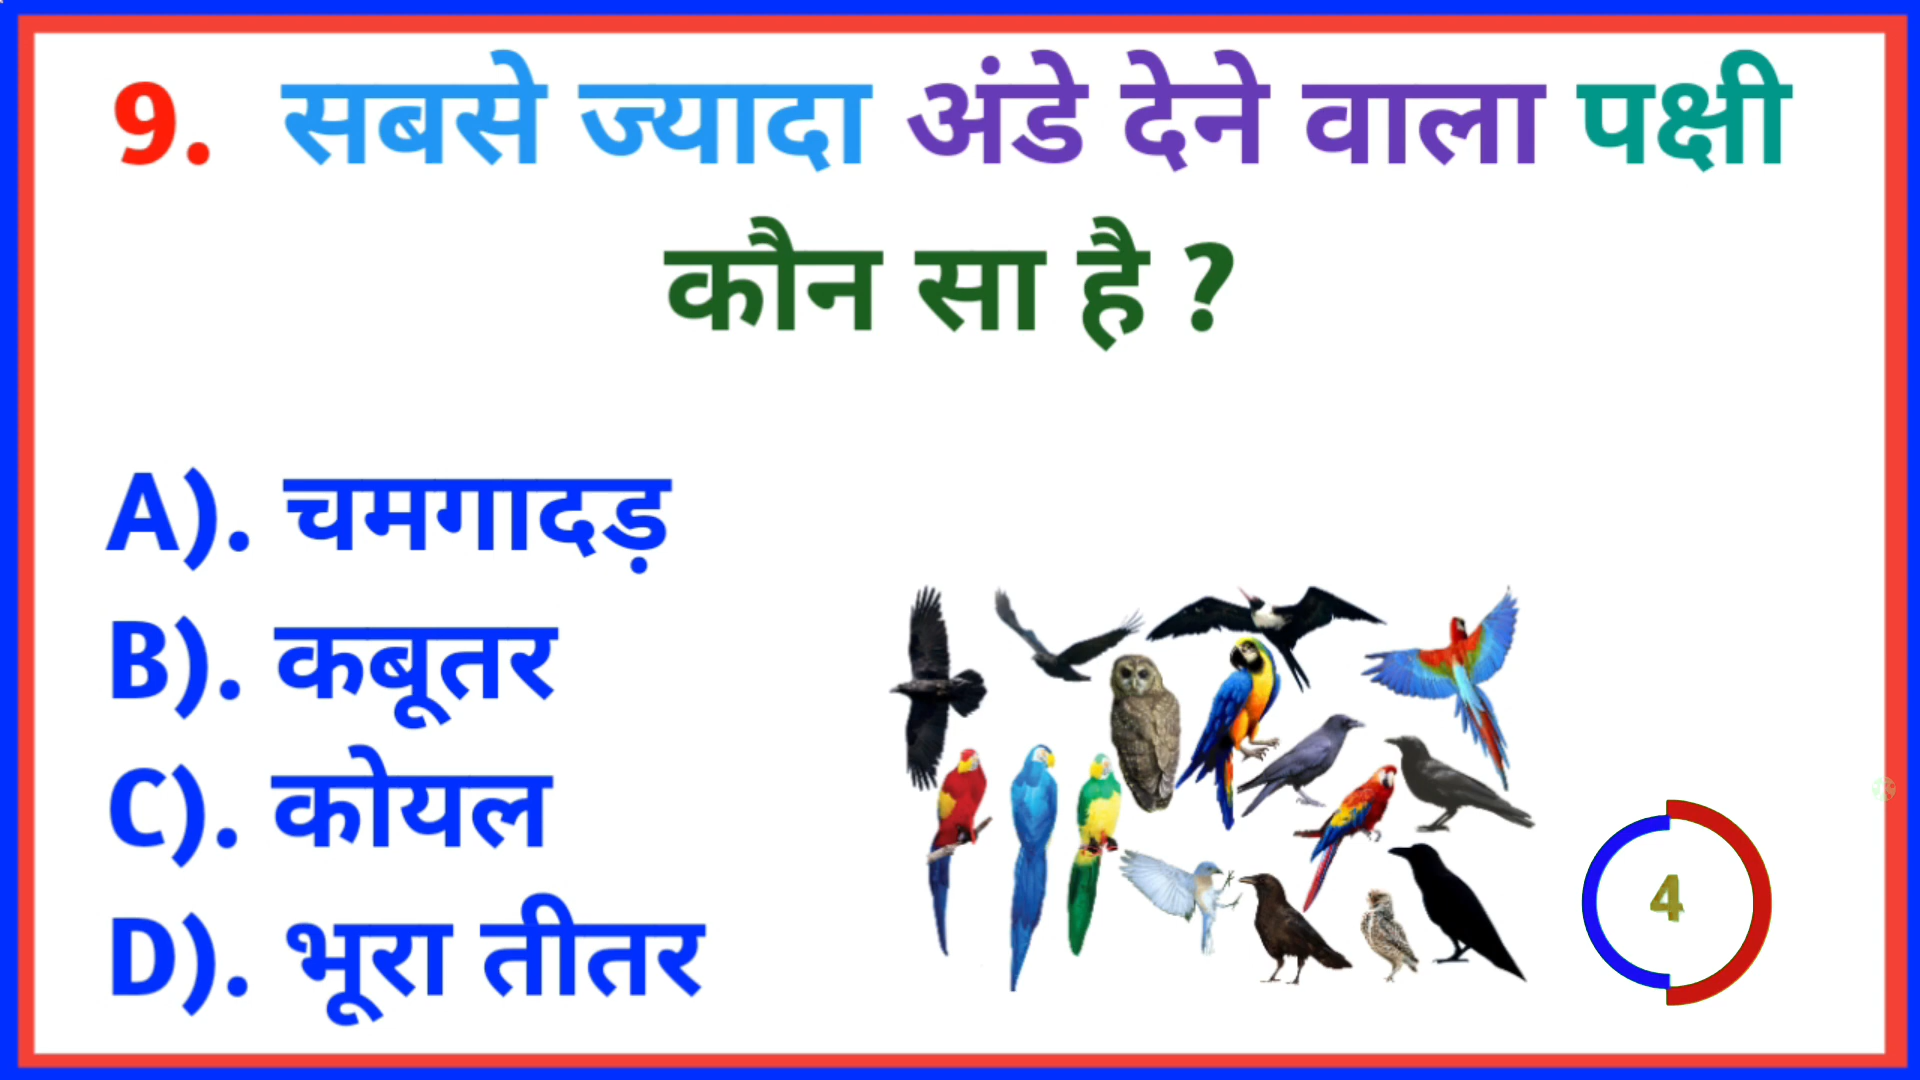 9. सबसे ज्यादा अंडे देने वाला पक्षी
कौन सा है ?
A). चमगादड़
B). कबूतर
C). कोयल
D). भूरा तीतर
4